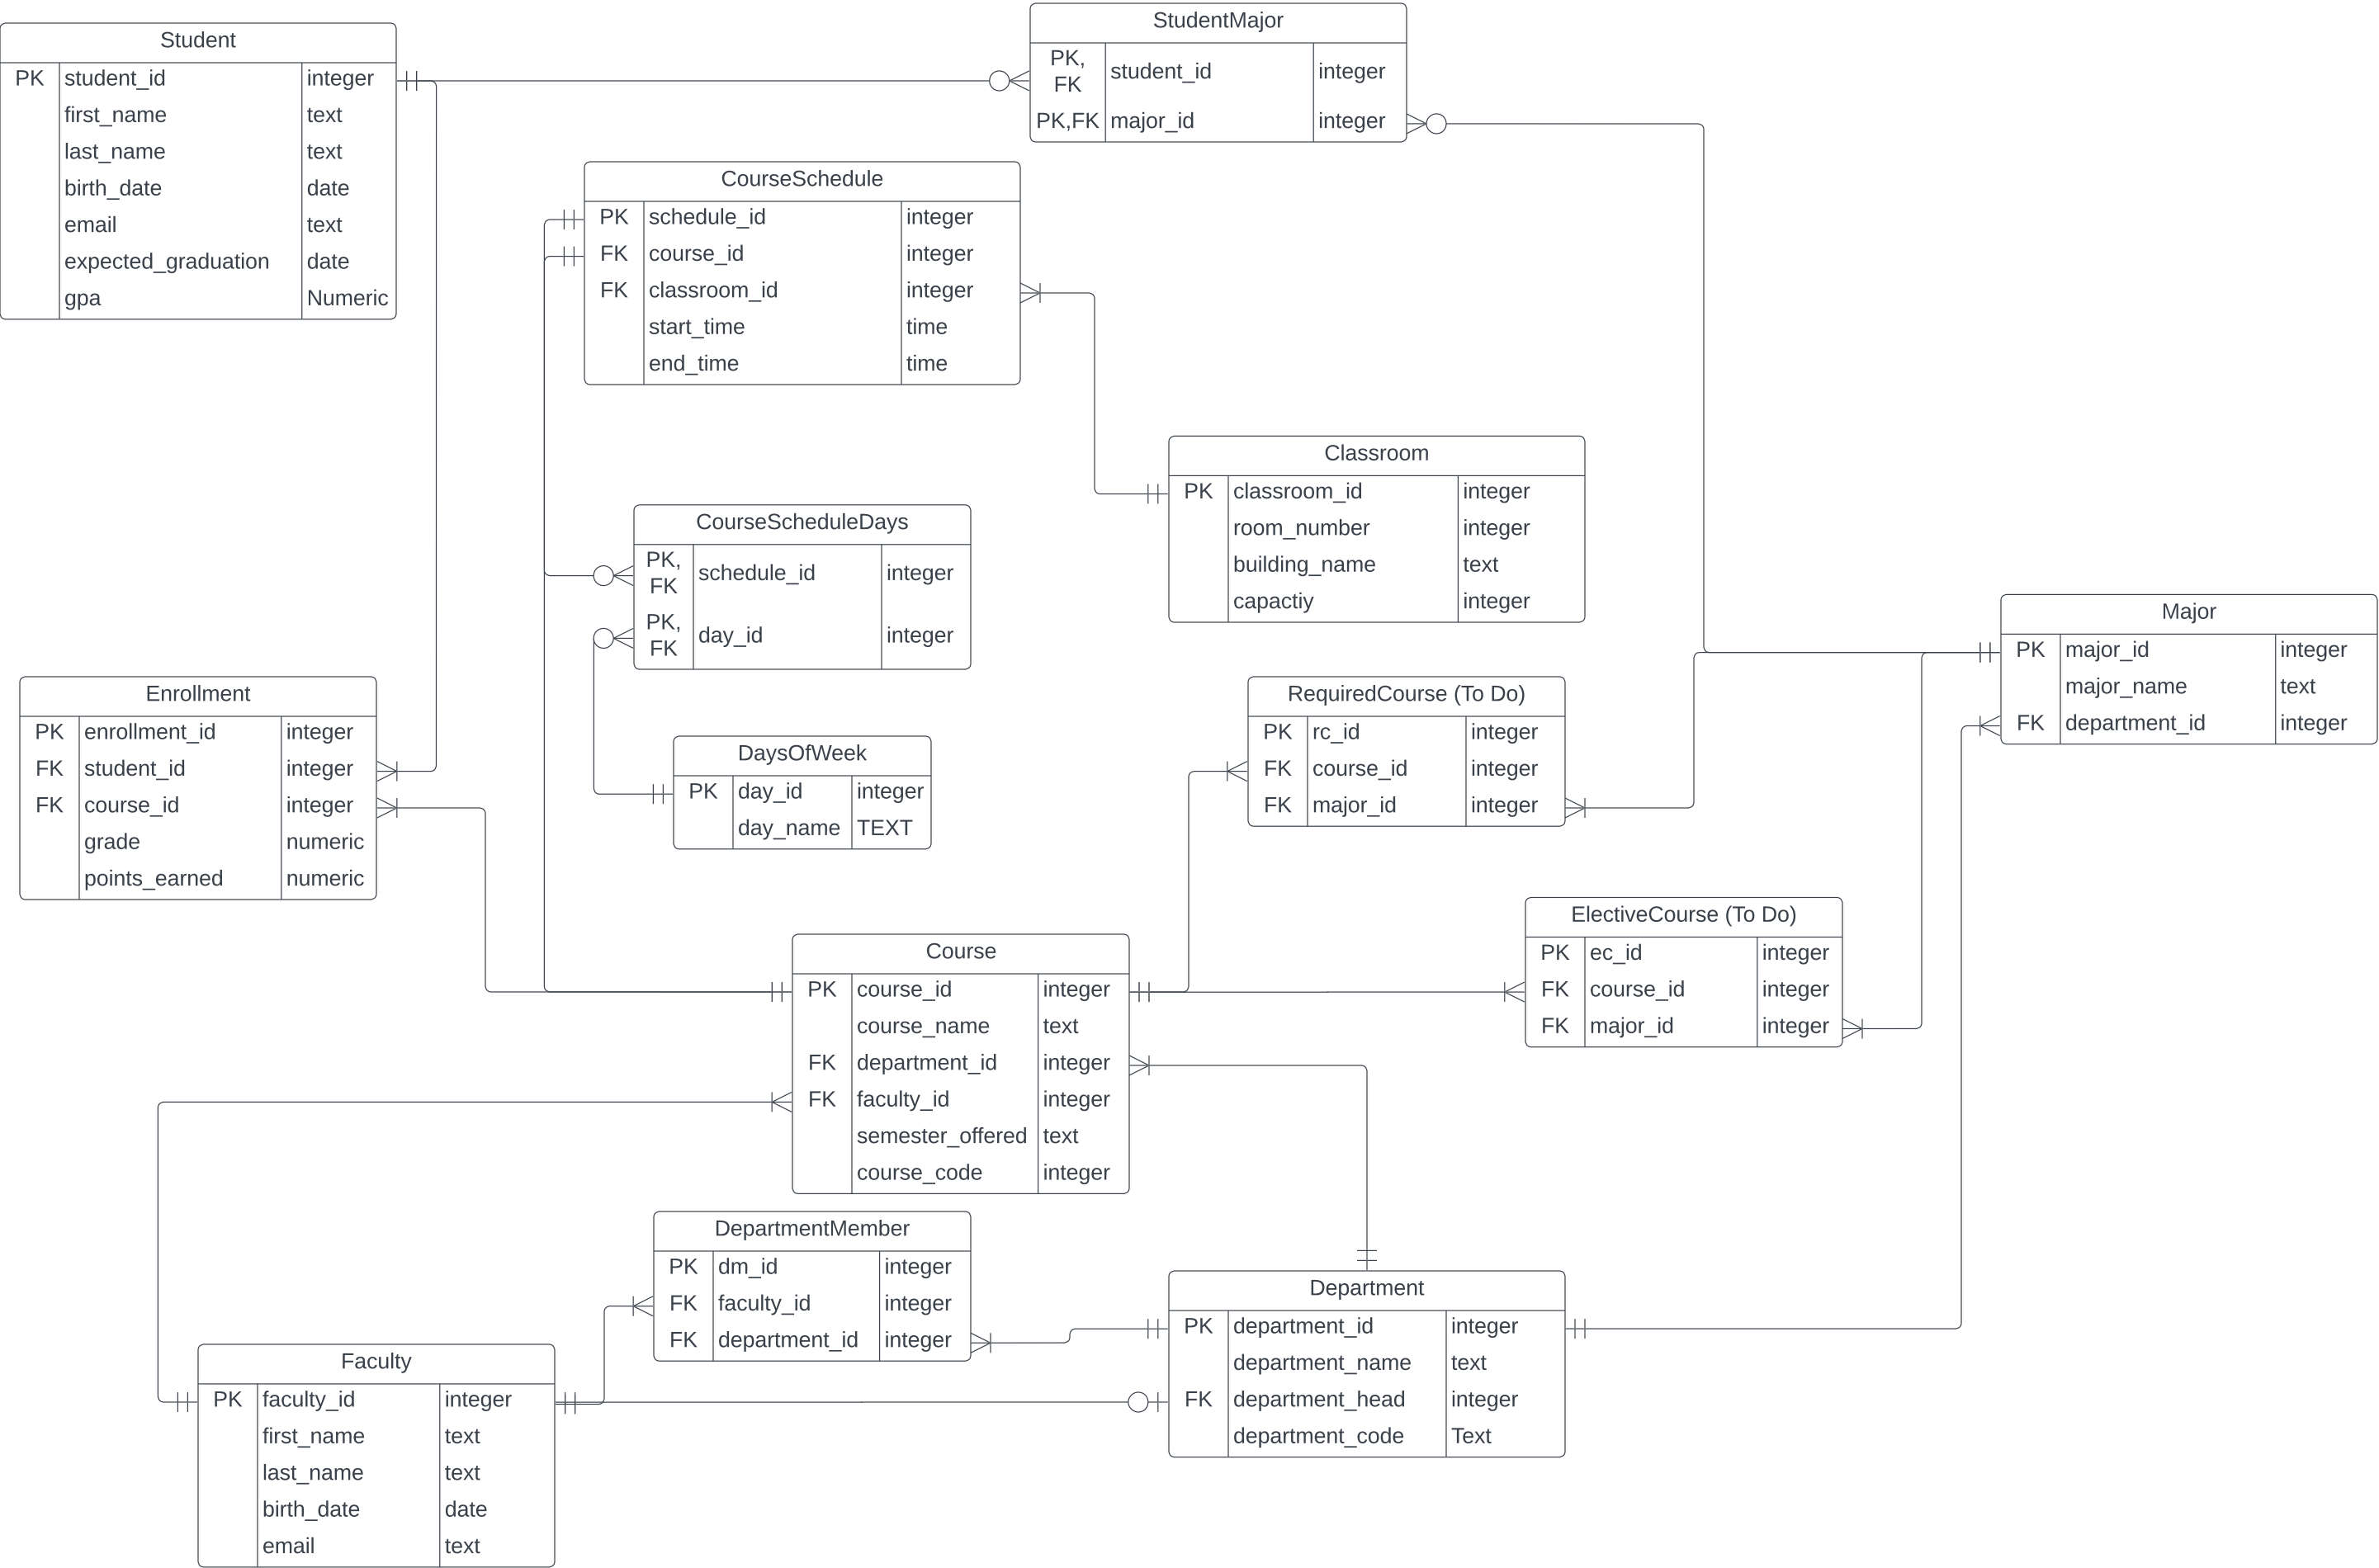 Student
PK student_id integer
first_name text
last_name text
birth_date date
email text
expected_graduation date
gpa Numeric
StudentMajor
PK,
FK student_id integer
PK,FK major_id integer
CourseSchedule
PK schedule_id integer
FK course_id integer
FK classroom_id integer
start_time time
end_time time
Classroom
PK classroom_id integer
room_number integer
building_name text
capactiy integer
CourseScheduleDays
PK,
FK schedule_id integer
PK,
FK day_id integer
Major
PK major_id integer
major_name text
FK department_id integer
Enrollment
PK enrollment_id integer
FK student_id integer
FK course_id integer
grade numeric
points_earned numeric
DaysOfWeek
PK day_id integer
day_name TEXT
RequiredCourse (To Do)
PK rc_id integer
FK course_id integer
FK major_id integer
ElectiveCourse (To Do)
PK ec_id integer
FK course_id integer
FK major_id integer
Course
PK course_id integer
course_name text
FK department_id integer
FK faculty_id integer
semester_offered text
course_code integer
DepartmentMember
PK dm_id integer
FK faculty_id integer
FK department_id integer
Department
PK department_id integer
department_name text
FK department_head integer
department_code Text
Faculty
PK faculty_id integer
first_name text
last_name text
birth_date date
email text